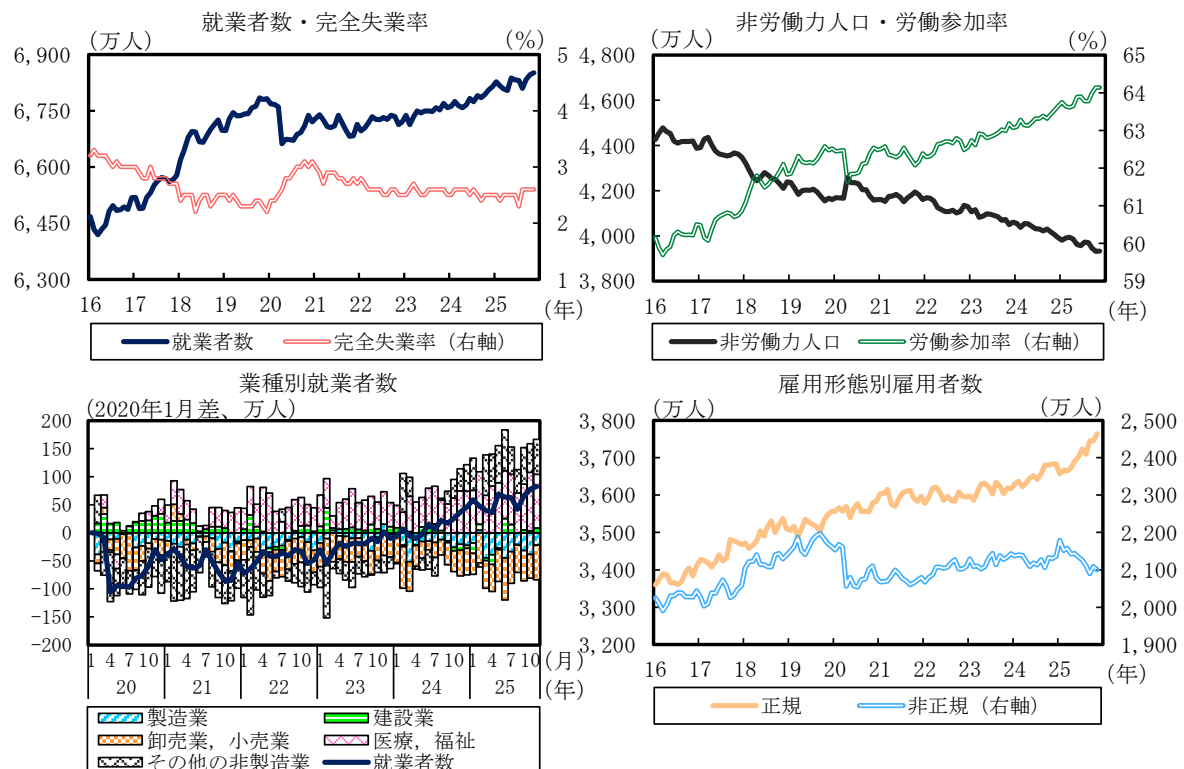 就業者数・完全失業率
(万人) (%)
6,900 5
6,750 4
6,600 3
6,450 2
6,300 1
16 17 18 19 20 21 22 23 24 25 (年)
就業者数 完全失業率 (右軸)
非労働力人口・労働参加率
(万人) (%)
4,800 65
4,600 64
4,400 63
62
4,200 61
4,000 60
3,800 59
16 17 18 19 20 21 22 23 24 25 (年)
非労働力人口 労働参加率 (右軸)
業種別就業者数
(2020年1月差、万人)
200
150
100
50
0
-50
-100
-150
-200
1 4 7 10 1 4 7 10 1 4 7 10 1 4 7 10 1 4 7 10 1 4 7 10 (月)
20 21 22 23 24 25 (年)
製造業 建設業
卸売業, 小売業 医療, 福祉
その他の非製造業 就業者数
雇用形態別雇用者数
(万人) (万人)
3,800 2,500
3,700 2,400
3,600 2,300
3,500 2,200
3,400 2,100
3,300 2,000
3,200 1,900
16 17 18 19 20 21 22 23 24 25 (年)
正規 非正規 (右軸)